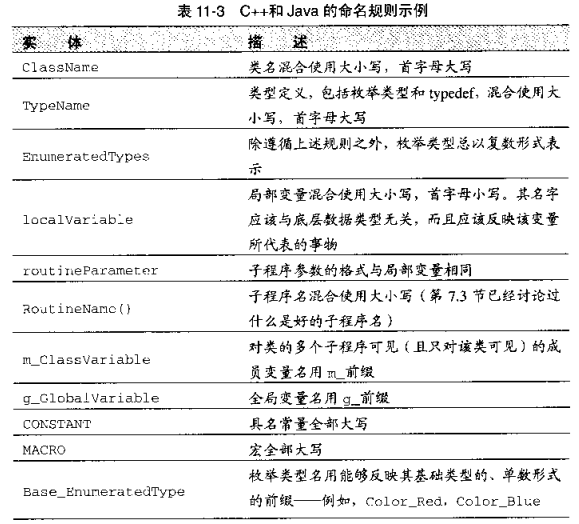 表 11-3 C++和 Java 的命名规则示例
实 体 描 述
ClassName 类名混合使用大小写，首字母大写
TypeName 类型定义，包括枚举类型和 typedef，混合使用大
小写，首字母大写
EnumeratedTypes 除遵循上述规则之外，枚举类型总以复数形式表
示
localVariable 局部变量混合使用大小写，首字母小写。其名字
应该与底层数据类型无关，而且应该反映该变量
所代表的事物
routineParameter 子程序参数的格式与局部变量相同
RoutineName() 子程序名混合使用大小写（第 7.3 节已经讨论过
什么是好的子程序名）
m_ClassVariable 对类的多个子程序可见（且只对该类可见）的成
员变量名用 m_前缀
g_GlobalVariable 全局变量名用 g_前缀
CONSTANT 具名常量全部大写
MACRO 宏全部大写
Base_EnumeratedType 枚举类型名用能够反映其基础类型的、单数形式
的前缀——例如，Color_Red，Color_Blue